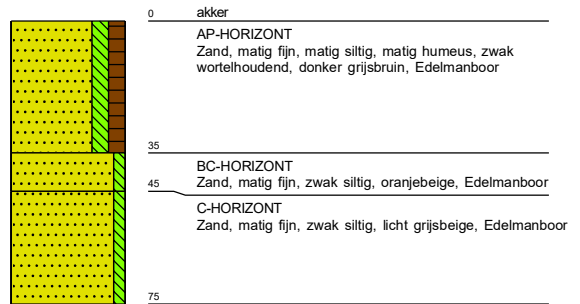 0 akker
AP-HORIZONT
Zand, matig fijn, matig siltig, matig humeus, zwak
wortelhoudend, donker grijsbruin, Edelmanboor
35
BC-HORIZONT
Zand, matig fijn, zwak siltig, oranjebeige, Edelmanboor
45
C-HORIZONT
Zand, matig fijn, zwak siltig, licht grijsbeige, Edelmanboor
75